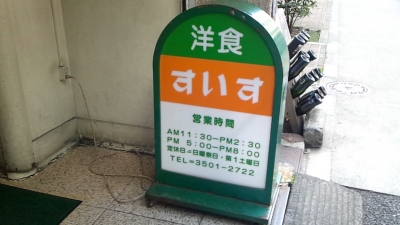 洋食
すいす
営業時間
AM11:30-PM2:30
PM 5:00-PM8:00
定休日=日曜祭日・第1土曜日
TEL=3501-2722